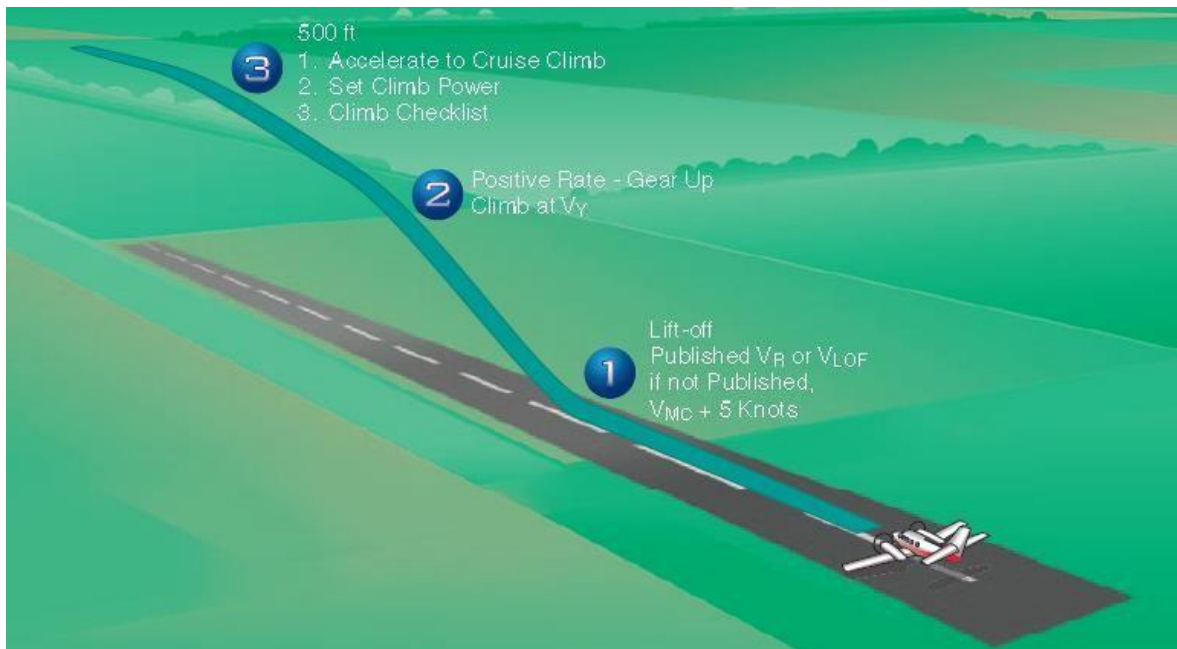 500 ft
3
1. Accelerate to Cruise Climb
2. Set Climb Power
3. Climb Checklist
2
Positive Rate - Gear Up
Climb at VY
1
Lift-off
Published VR or VLOF
if not Published,
VMC + 5 Knots